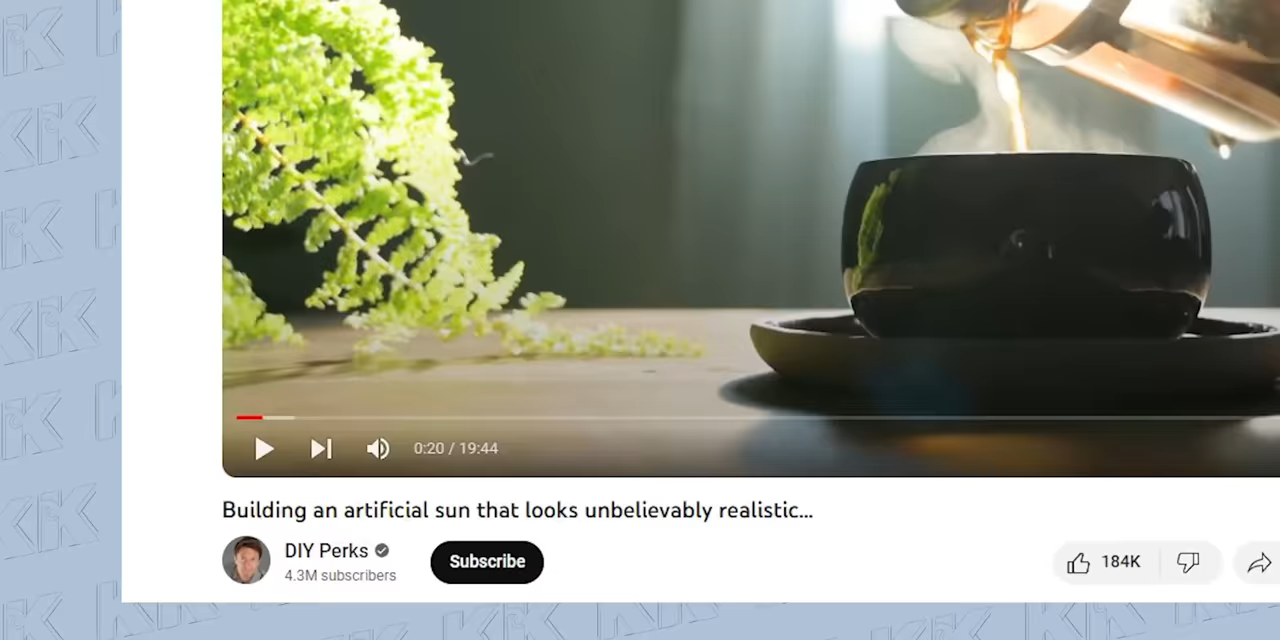 0:20 / 19:44
Building an artificial sun that looks unbelievably realistic...
DIY Perks
4.3M subscribers
Subscribe
184K